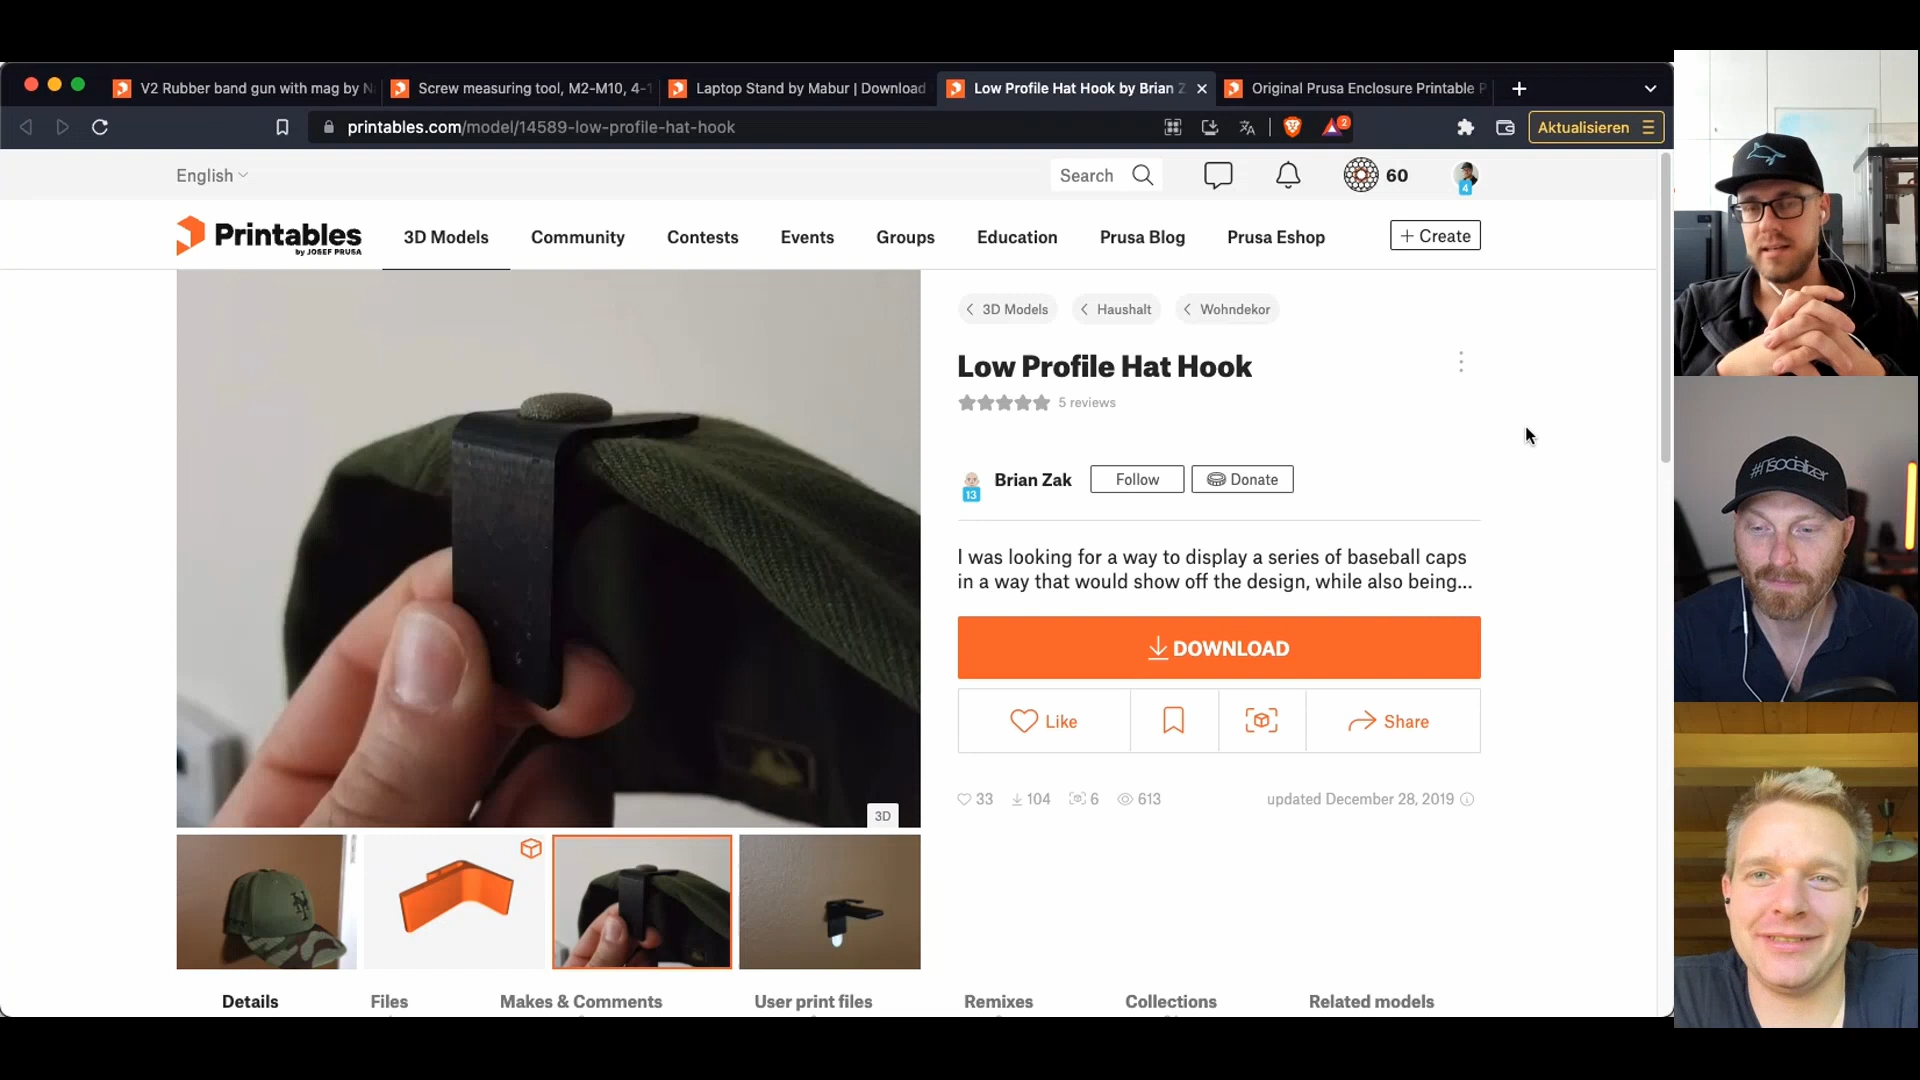 V2 Rubber band gun with mag by N
Screw measuring tool, M2-M10, 4-1
Laptop Stand by Mabur | Download
Low Profile Hat Hook by Brian Z
Original Prusa Enclosure Printable P
printables.com/model/14589-low-profile-hat-hook
2
Aktualisieren
English
Search
60
4
Printables
by JOSEF PRUSA
3D Models
Community
Contests
Events
Groups
Education
Prusa Blog
Prusa Eshop
+ Create
3D Models
Haushalt
Wohndekor
Low Profile Hat Hook
5 reviews
13
Brian Zak
Follow
Donate
I was looking for a way to display a series of baseball caps
in a way that would show off the design, while also being...
DOWNLOAD
Like
Share
33
104
6
613
updated December 28, 2019
3D
Details
Files
Makes & Comments
User print files
Remixes
Collections
Related models
#ITsocializer